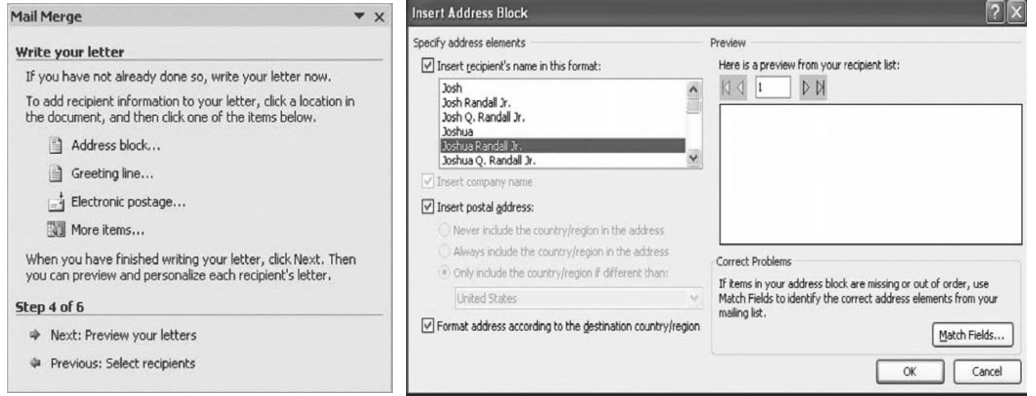 Mail Merge
Write your letter
If you have not already done so, write your letter now.
To add recipient information to your letter, click a location in
the document, and then click one of the items below.
Address block...
Greeting line...
Electronic postage...
More items...
When you have finished writing your letter, click Next. Then
you can preview and personalize each recipient's letter.
Step 4 of 6
Next: Preview your letters
Previous: Select recipients
Insert Address Block
Specify address elements
Insert recipient's name in this format:
Josh
Josh Randall Jr.
Josh Q. Randall Jr.
Joshua
Joshua Randall Jr.
Joshua Q. Randall Jr.
Insert company name
Insert postal address:
Never include the country/region in the address
Always include the country/region in the address
Only include the country/region if different than:
United States
Format address according to the destination country/region
Preview
Here is a preview from your recipient list:
1
Correct Problems
If items in your address block are missing or out of order, use
Match Fields to identify the correct address elements from your
mailing list.
Match Fields...
OK
Cancel